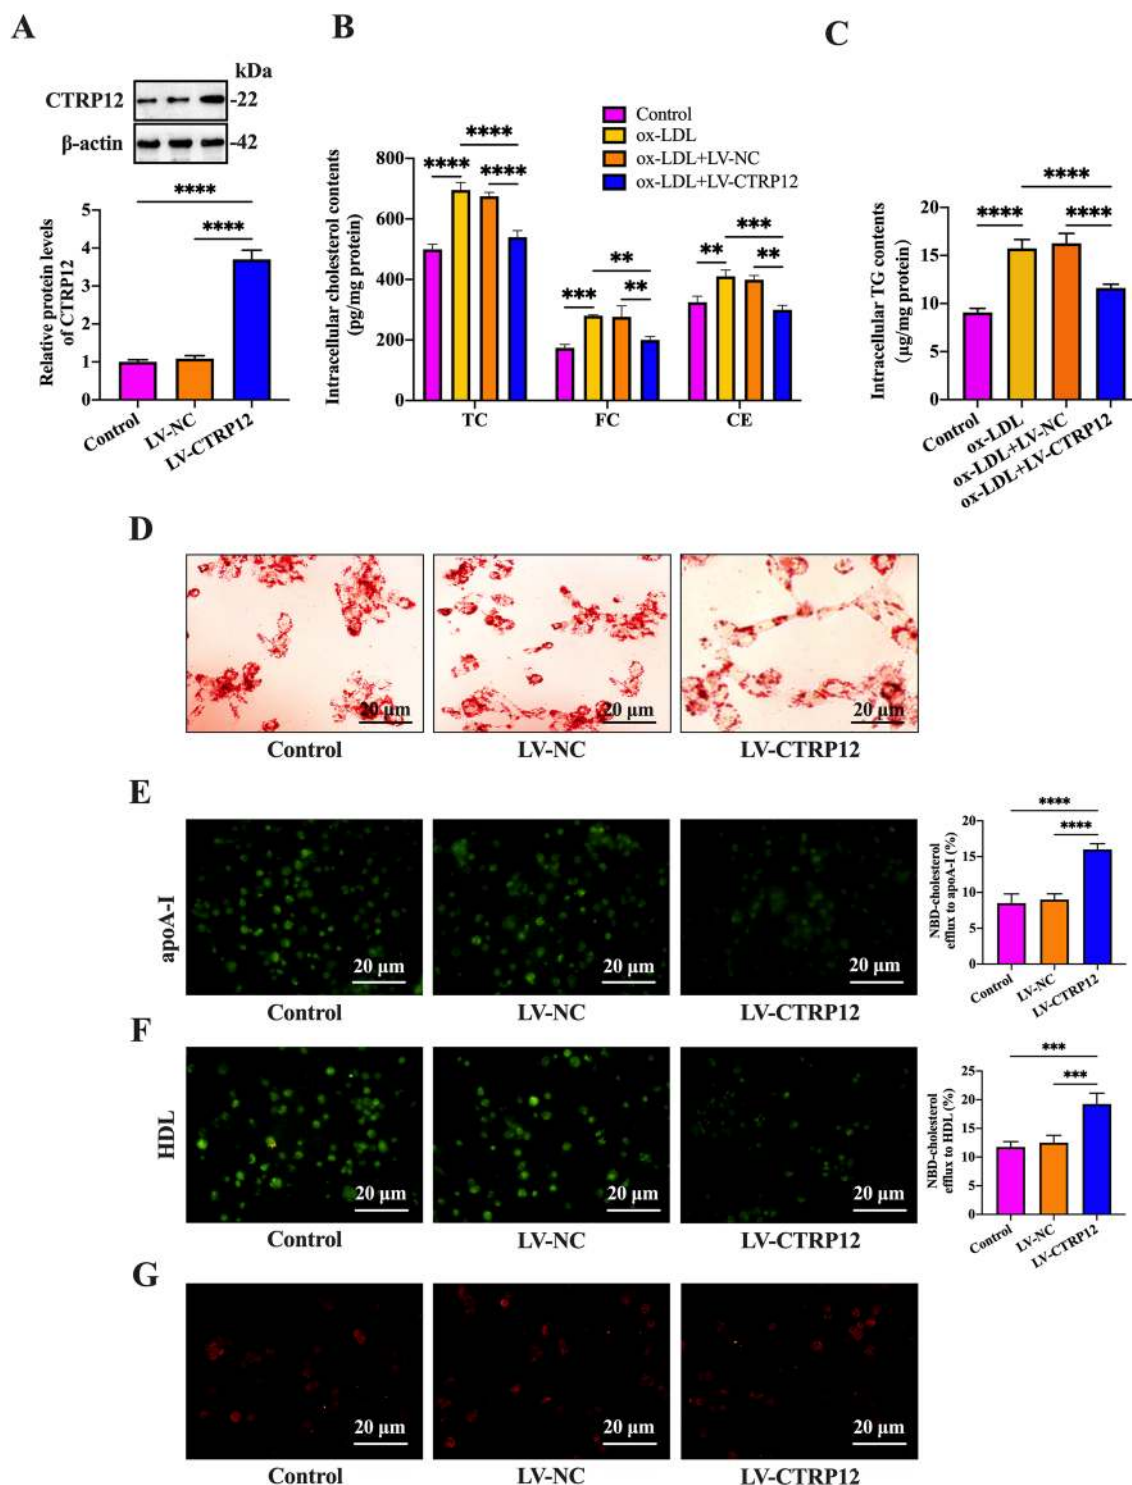 A
kDa
CTRP12
-22
β-actin
-42
Relative protein levels
of CTRP12
5
4
3
2
1
0
****
****
Control
LV-NC
LV-CTRP12
B
Control
ox-LDL
ox-LDL+LV-NC
ox-LDL+LV-CTRP12
Intracellular cholesterol contents
(pg/mg protein)
800
600
400
200
0
****
****
****
**
***
**
***
**
**
TC
FC
CE
C
Intracellular TG contents
(μg/mg protein)
20
15
10
5
0
****
****
****
Control
ox-LDL
ox-LDL+LV-NC
ox-LDL+LV-CTRP12
D
20 μm
20 μm
20 μm
Control
LV-NC
LV-CTRP12
E
apoA-I
20 μm
20 μm
20 μm
Control
LV-NC
LV-CTRP12
NBD-cholesterol
efflux to apoA-I (%)
20
15
10
5
0
****
****
Control
LV-NC
LV-CTRP12
F
HDL
20 μm
20 μm
20 μm
Control
LV-NC
LV-CTRP12
NBD-cholesterol
efflux to HDL (%)
25
20
15
10
5
0
***
***
Control
LV-NC
LV-CTRP12
G
20 μm
20 μm
20 μm
Control
LV-NC
LV-CTRP12